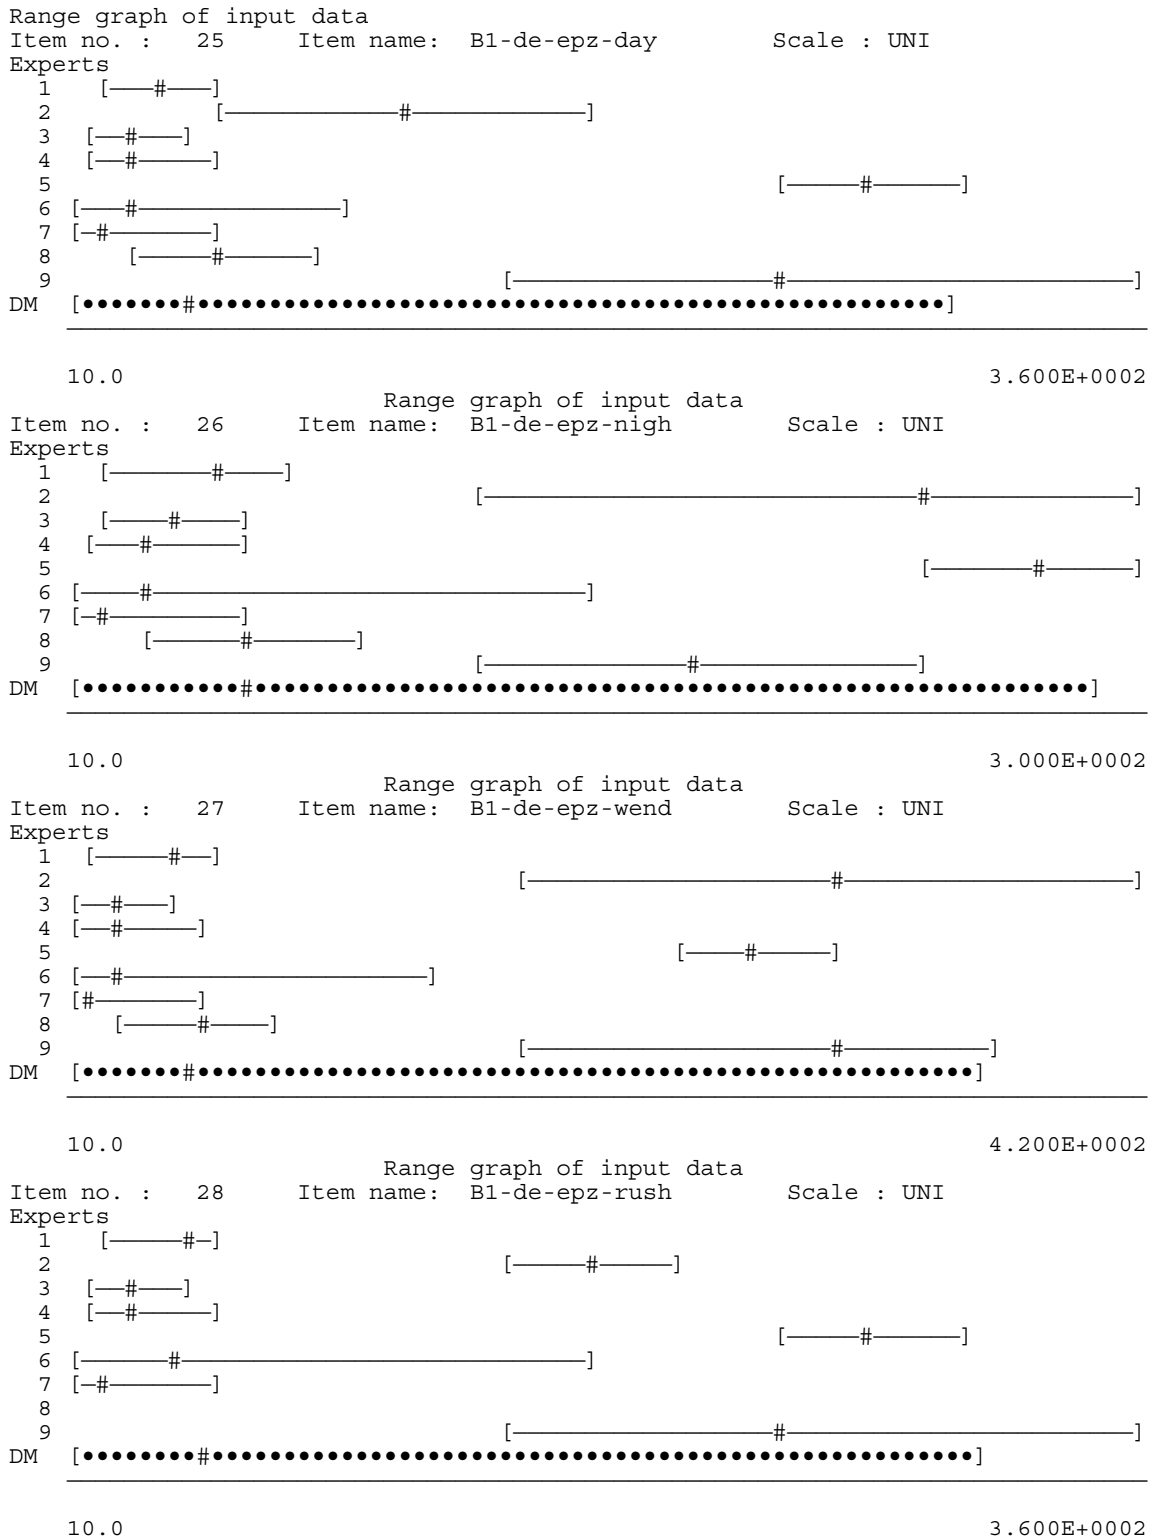 Range graph of input data
Item no. :   25     Item name:  B1-de-epz-day        Scale : UNI
Experts
  1    [————#————]
  2            [————————————#————————————]
  3   [——#———]
  4   [——#—————]
  5                                                   [—————#——————]
  6  [———#——————————————]
  7  [—#———————]
  8      [—————#——————]
  9                                [——————————————————#————————————————————————]
DM   [•••••••#••••••••••••••••••••••••••••••••••••••••••••••••••••]
10.0                                                            3.600E+0002
Range graph of input data
Item no. :   26     Item name:  B1-de-epz-nigh        Scale : UNI
Experts
  1    [———————#————]
  2                              [——————————————————————————————#——————————————]
  3    [————#————]
  4   [———#——————]
  5                                                            [———————#——————]
  6  [————#——————————————————————————————]
  7  [—#—————————]
  8       [——————#———————]
  9                              [——————————————#———————————————]
DM   [•••••••••••#••••••••••••••••••••••••••••••••••••••••••••••••••••••••••]
10.0                                                            3.000E+0002
Range graph of input data
Item no. :   27     Item name:  B1-de-epz-wend        Scale : UNI
Experts
  1   [—————#——]
  2                                 [—————————————————————#————————————————————]
  3  [——#———]
  4  [——#—————]
  5                                            [————#—————]
  6  [——#—————————————————————]
  7  [#———————]
  8     [—————#————]
  9                                 [—————————————————————#——————————]
DM   [•••••••#••••••••••••••••••••••••••••••••••••••••••••••••••••••]
10.0                                                            4.200E+0002
Range graph of input data
Item no. :   28     Item name:  B1-de-epz-rush        Scale : UNI
Experts
  1    [—————#—]
  2                                [—————#—————]
  3   [——#———]
  4   [——#—————]
  5                                                   [—————#——————]
  6  [——————#————————————————————————————]
  7  [—#———————]
  8
  9                                [——————————————————#————————————————————————]
DM   [••••••••#•••••••••••••••••••••••••••••••••••••••••••••••••••••]
10.0                                                            3.600E+0002